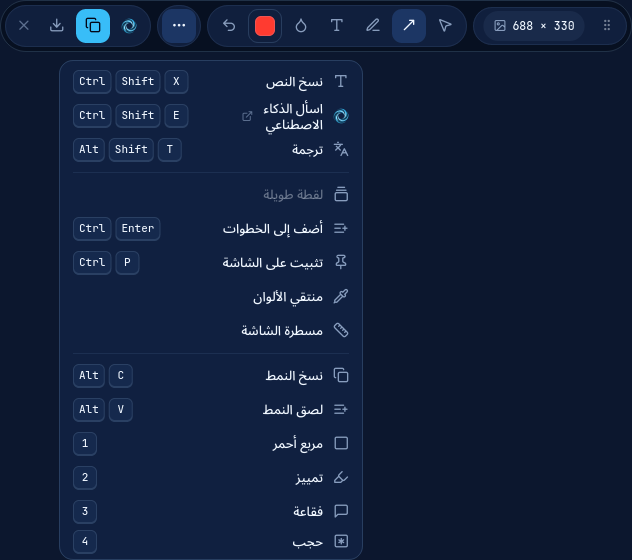 688 × 330
نسخ النص
Ctrl Shift X
اسأل الذكاء
الاصطناعي
Ctrl Shift E
ترجمة
Alt Shift T
لقطة طويلة
أضف إلى الخطوات
Ctrl Enter
تثبيت على الشاشة
Ctrl P
منتقي الألوان
مسطرة الشاشة
نسخ النمط
Alt C
لصق النمط
Alt V
مربع أحمر
1
تمييز
2
فقاعة
3
حجب
4